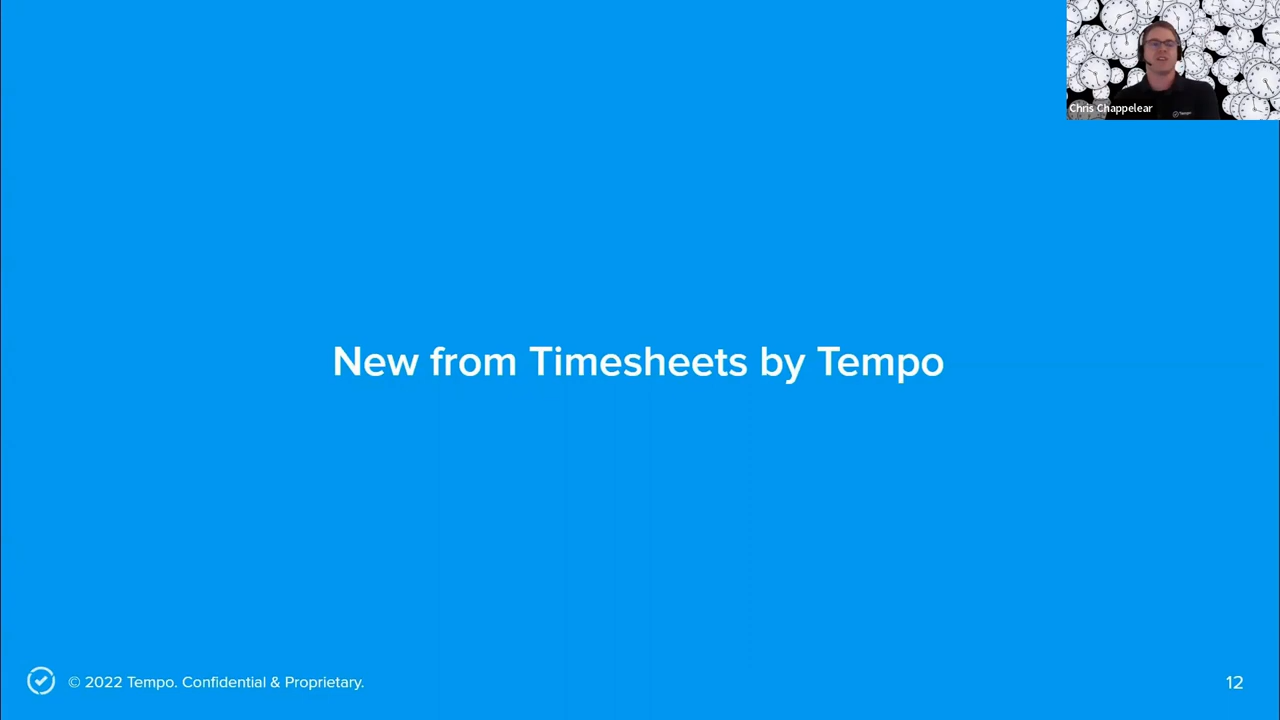 Chris Chappelear
New from Timesheets by Tempo
© 2022 Tempo. Confidential & Proprietary.
12